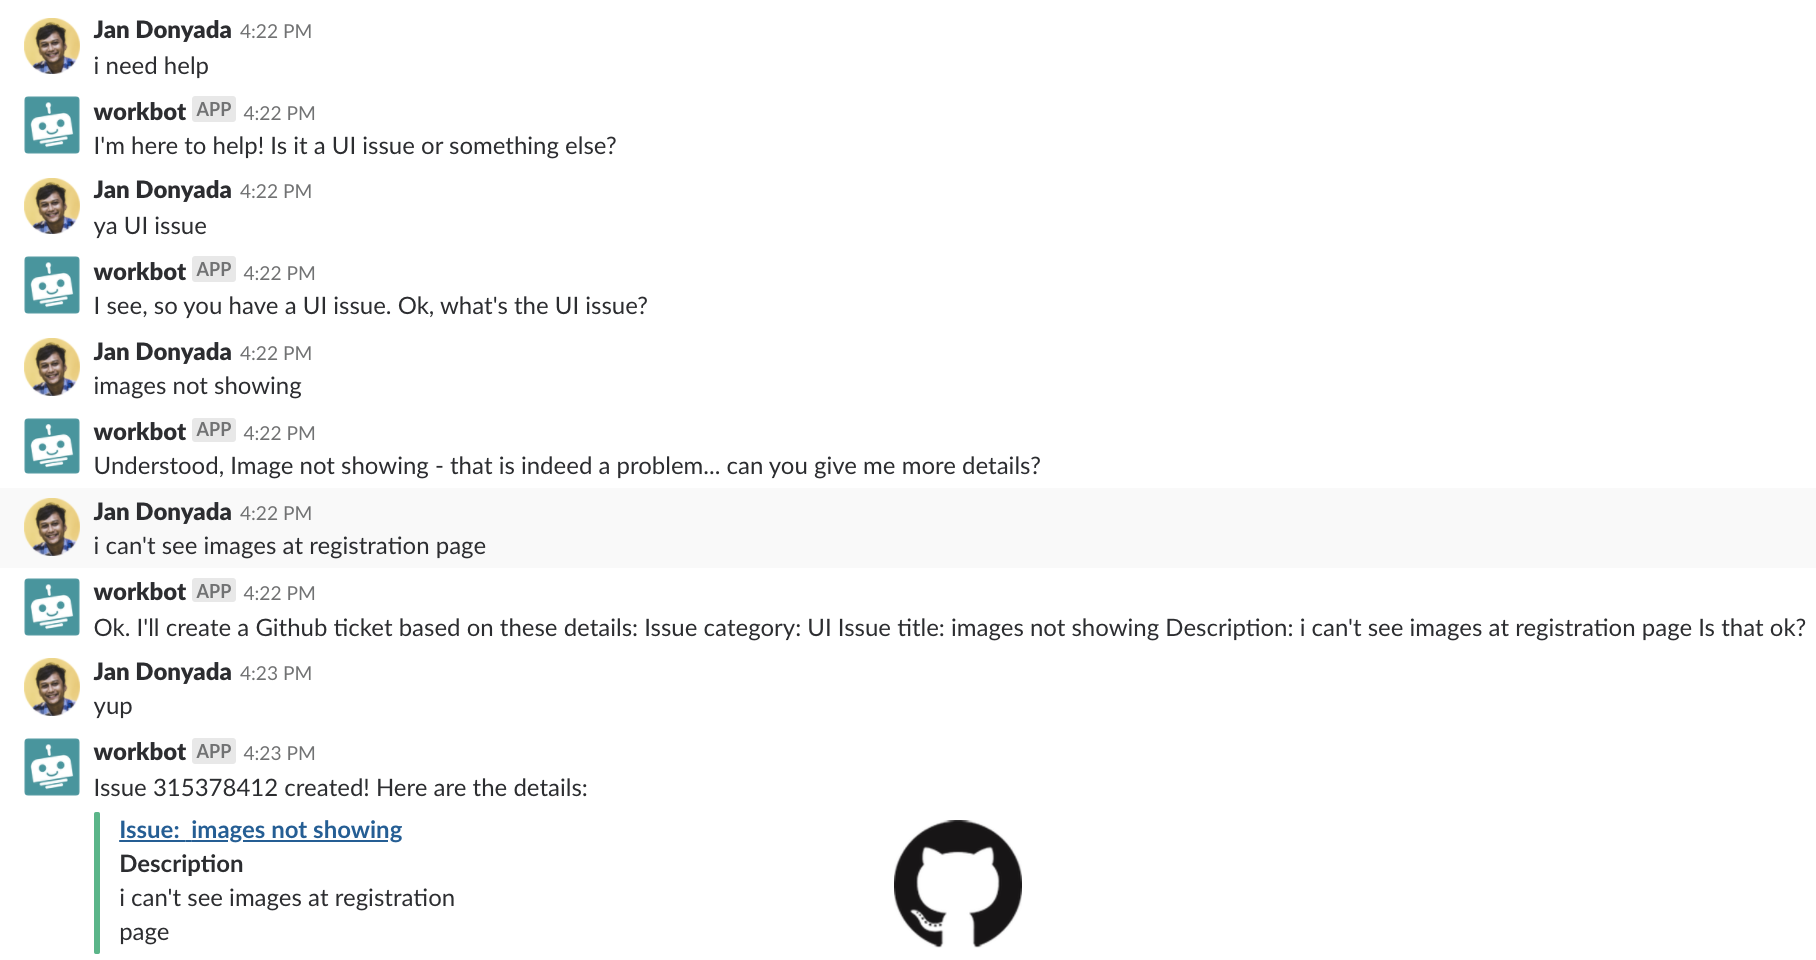 Jan Donyada 4:22 PM
i need help
workbot APP 4:22 PM
I'm here to help! Is it a UI issue or something else?
Jan Donyada 4:22 PM
ya UI issue
workbot APP 4:22 PM
I see, so you have a UI issue. Ok, what's the UI issue?
Jan Donyada 4:22 PM
images not showing
workbot APP 4:22 PM
Understood, Image not showing - that is indeed a problem... can you give me more details?
Jan Donyada 4:22 PM
i can't see images at registration page
workbot APP 4:22 PM
Ok. I'll create a Github ticket based on these details: Issue category: UI Issue title: images not showing Description: i can't see images at registration page Is that ok?
Jan Donyada 4:23 PM
yup
workbot APP 4:23 PM
Issue 315378412 created! Here are the details:
Issue: images not showing
Description
i can't see images at registration
page